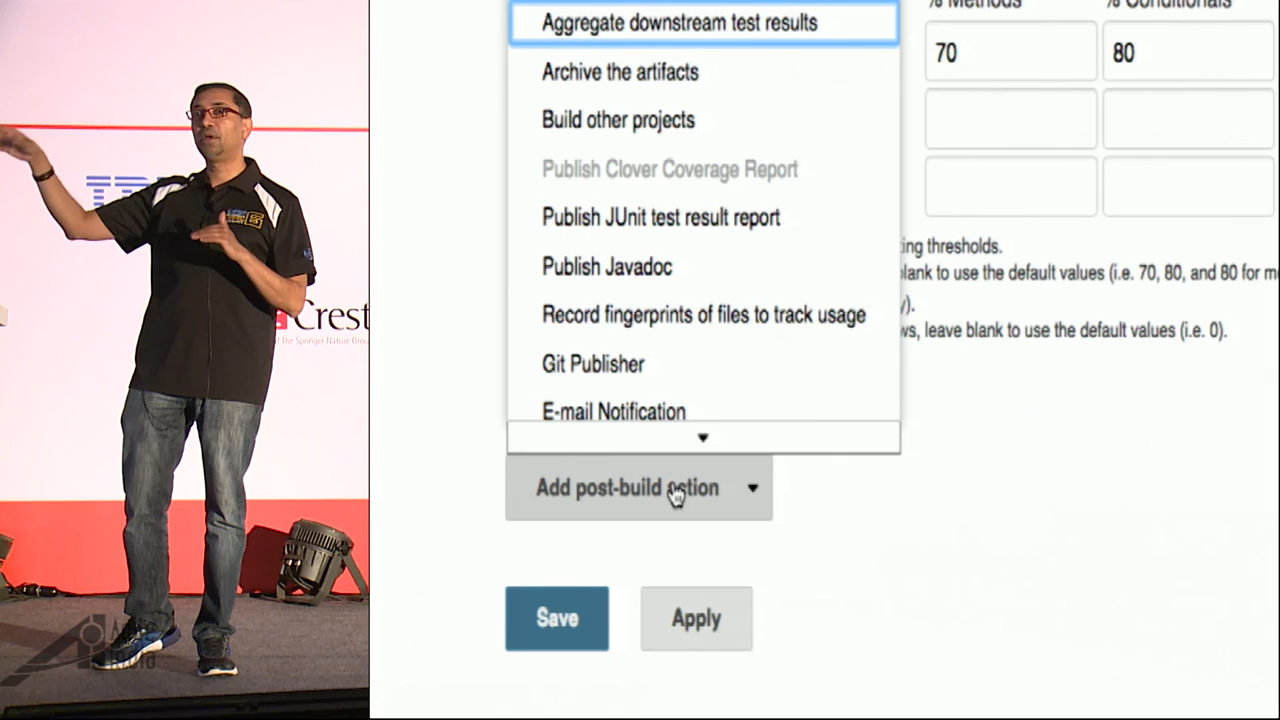 % Methods
% Conditionals
Aggregate downstream test results
70
80
Archive the artifacts
Build other projects
Publish Clover Coverage Report
Publish JUnit test result report
ing thresholds.
Publish Javadoc
lank to use the default values (i.e. 70, 80, and 80 for m
y).
Record fingerprints of files to track usage
ws, leave blank to use the default values (i.e. 0).
Git Publisher
E-mail Notification
Add post-build action
Save
Apply
Crest
of The Springer Nature Grou